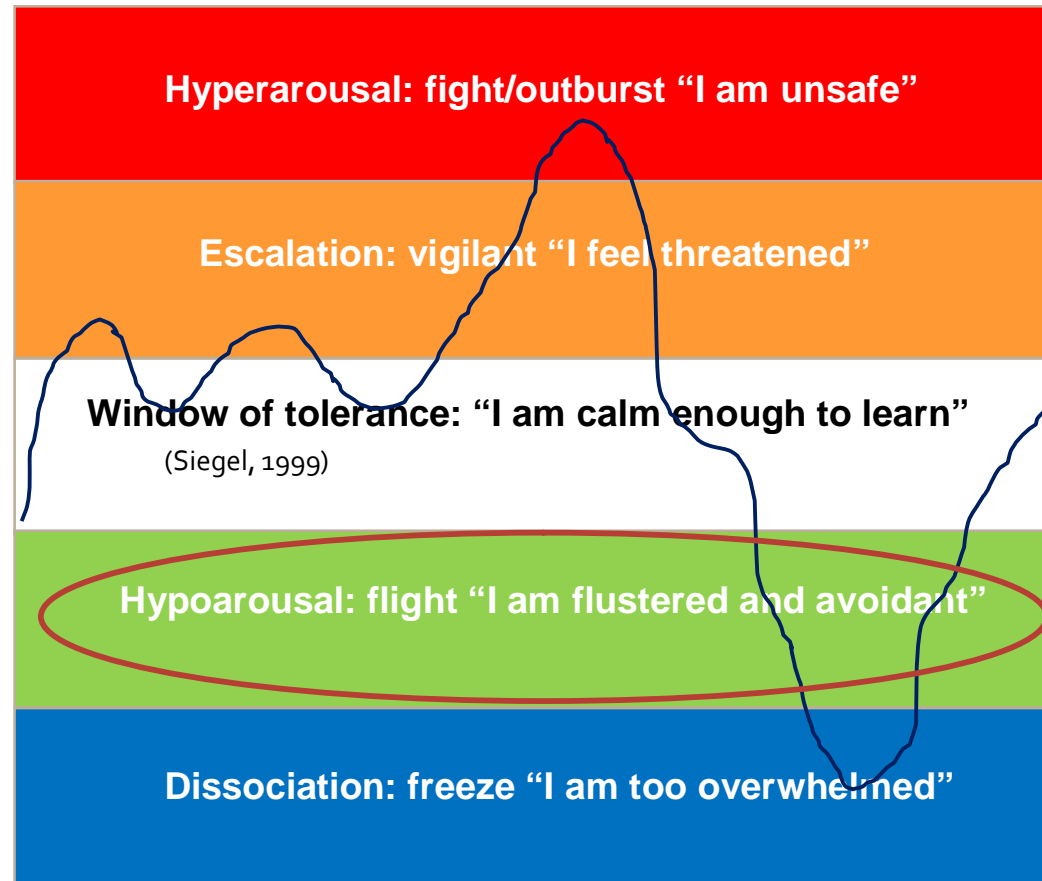 Hyperarousal: fight/outburst “I am unsafe”
Escalation: vigilant “I feel threatened”
Window of tolerance: “I am calm enough to learn”
(Siegel, 1999)
Hypoarousal: flight “I am flustered and avoidant”
Dissociation: freeze “I am too overwhelmed”